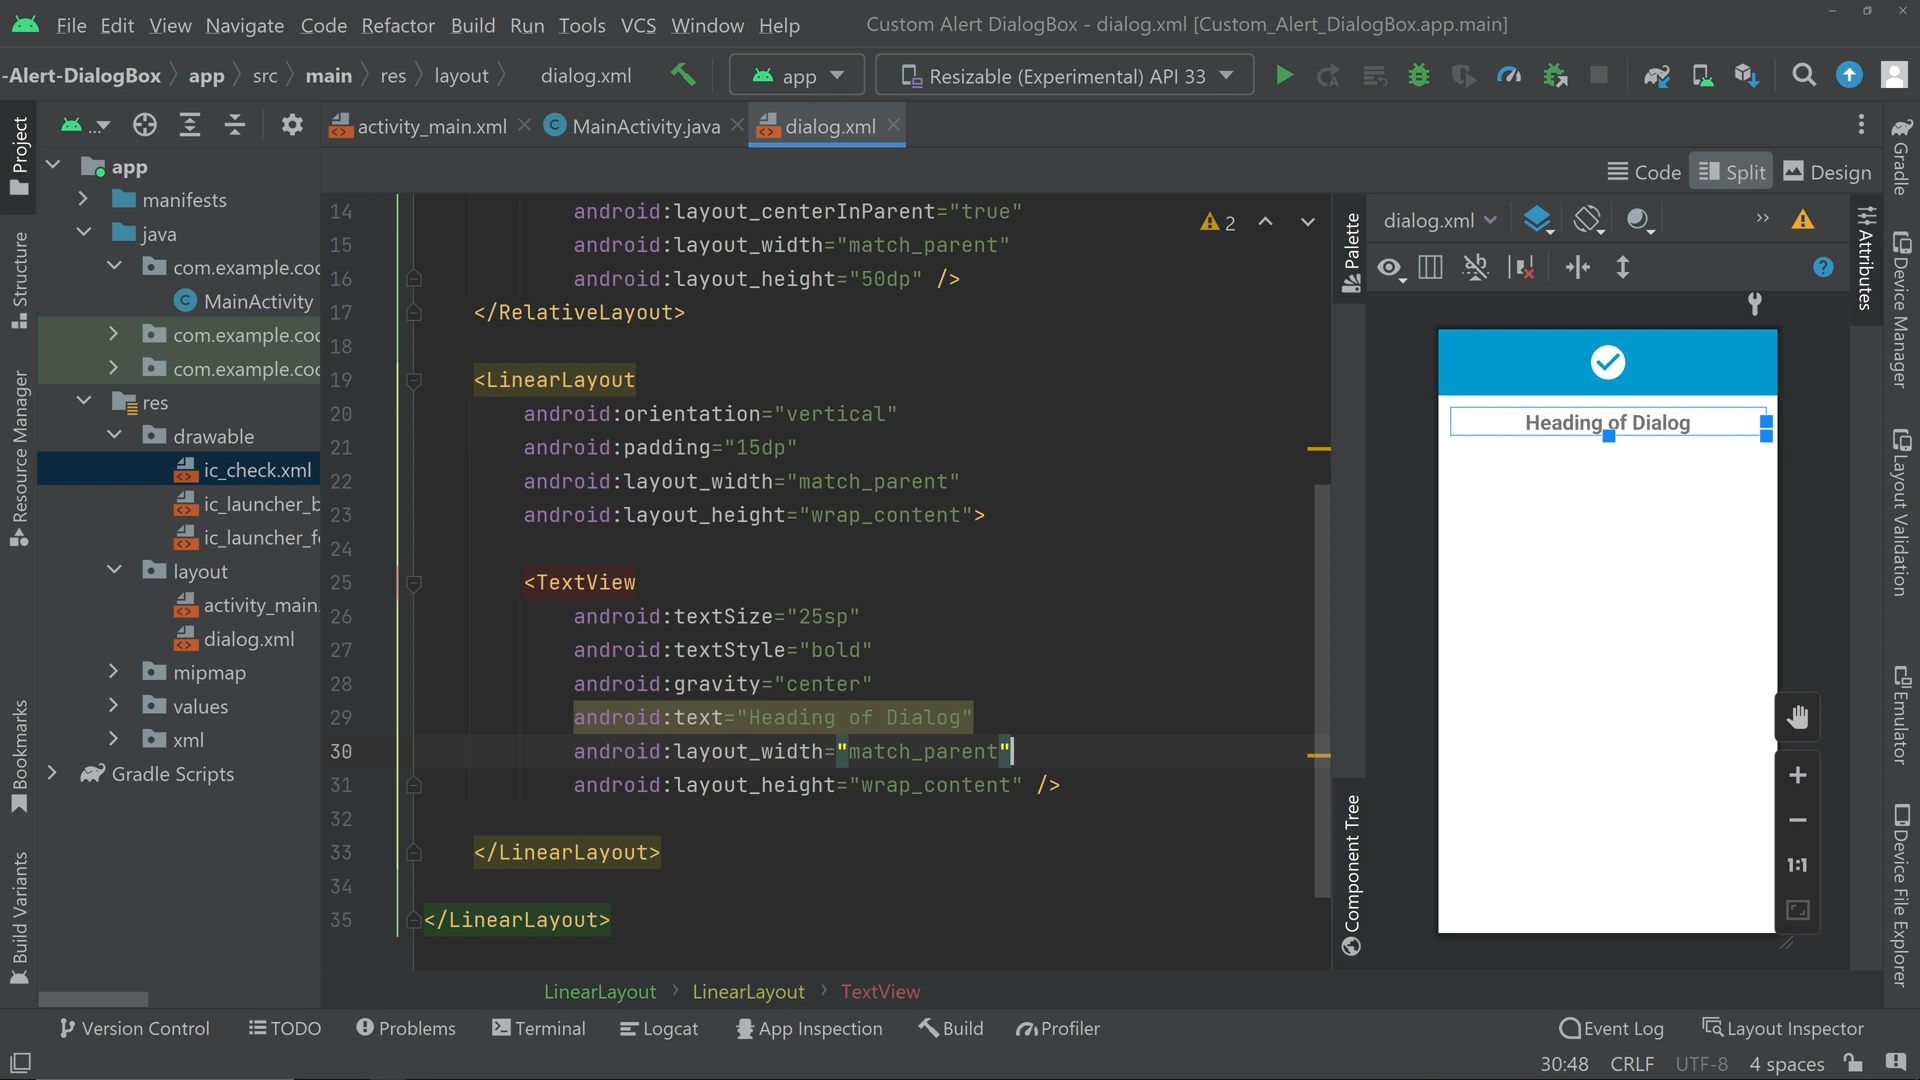 File Edit View Navigate Code Refactor Build Run Tools VCS Window Help Custom Alert DialogBox - dialog.xml [Custom_Alert_DialogBox.app.main]
-Alert-DialogBox app src main res layout dialog.xml app Resizable (Experimental) API 33
... activity_main.xml MainActivity.java dialog.xml
Code Split Design
Project
Structure
Resource Manager
Bookmarks
Build Variants
app
manifests
java
com.example.coc
MainActivity
com.example.coc
com.example.coc
res
drawable
ic_check.xml
ic_launcher_b
ic_launcher_f
layout
activity_main.
dialog.xml
mipmap
values
xml
Gradle Scripts
14 android:layout_centerInParent="true"
15 android:layout_width="match_parent"
16 android:layout_height="50dp" />
17 </RelativeLayout>
18
19 <LinearLayout
20 android:orientation="vertical"
21 android:padding="15dp"
22 android:layout_width="match_parent"
23 android:layout_height="wrap_content">
24
25 <TextView
26 android:textSize="25sp"
27 android:textStyle="bold"
28 android:gravity="center"
29 android:text="Heading of Dialog"
30 android:layout_width="match_parent"
31 android:layout_height="wrap_content" />
32
33 </LinearLayout>
34
35 </LinearLayout>
2
Palette
Component Tree
dialog.xml
Heading of Dialog
1:1
Attributes
Gradle
Device Manager
Layout Validation
Emulator
Device File Explorer
LinearLayout LinearLayout TextView
Version Control TODO Problems Terminal Logcat App Inspection Build Profiler Event Log Layout Inspector
30:48 CRLF UTF-8 4 spaces